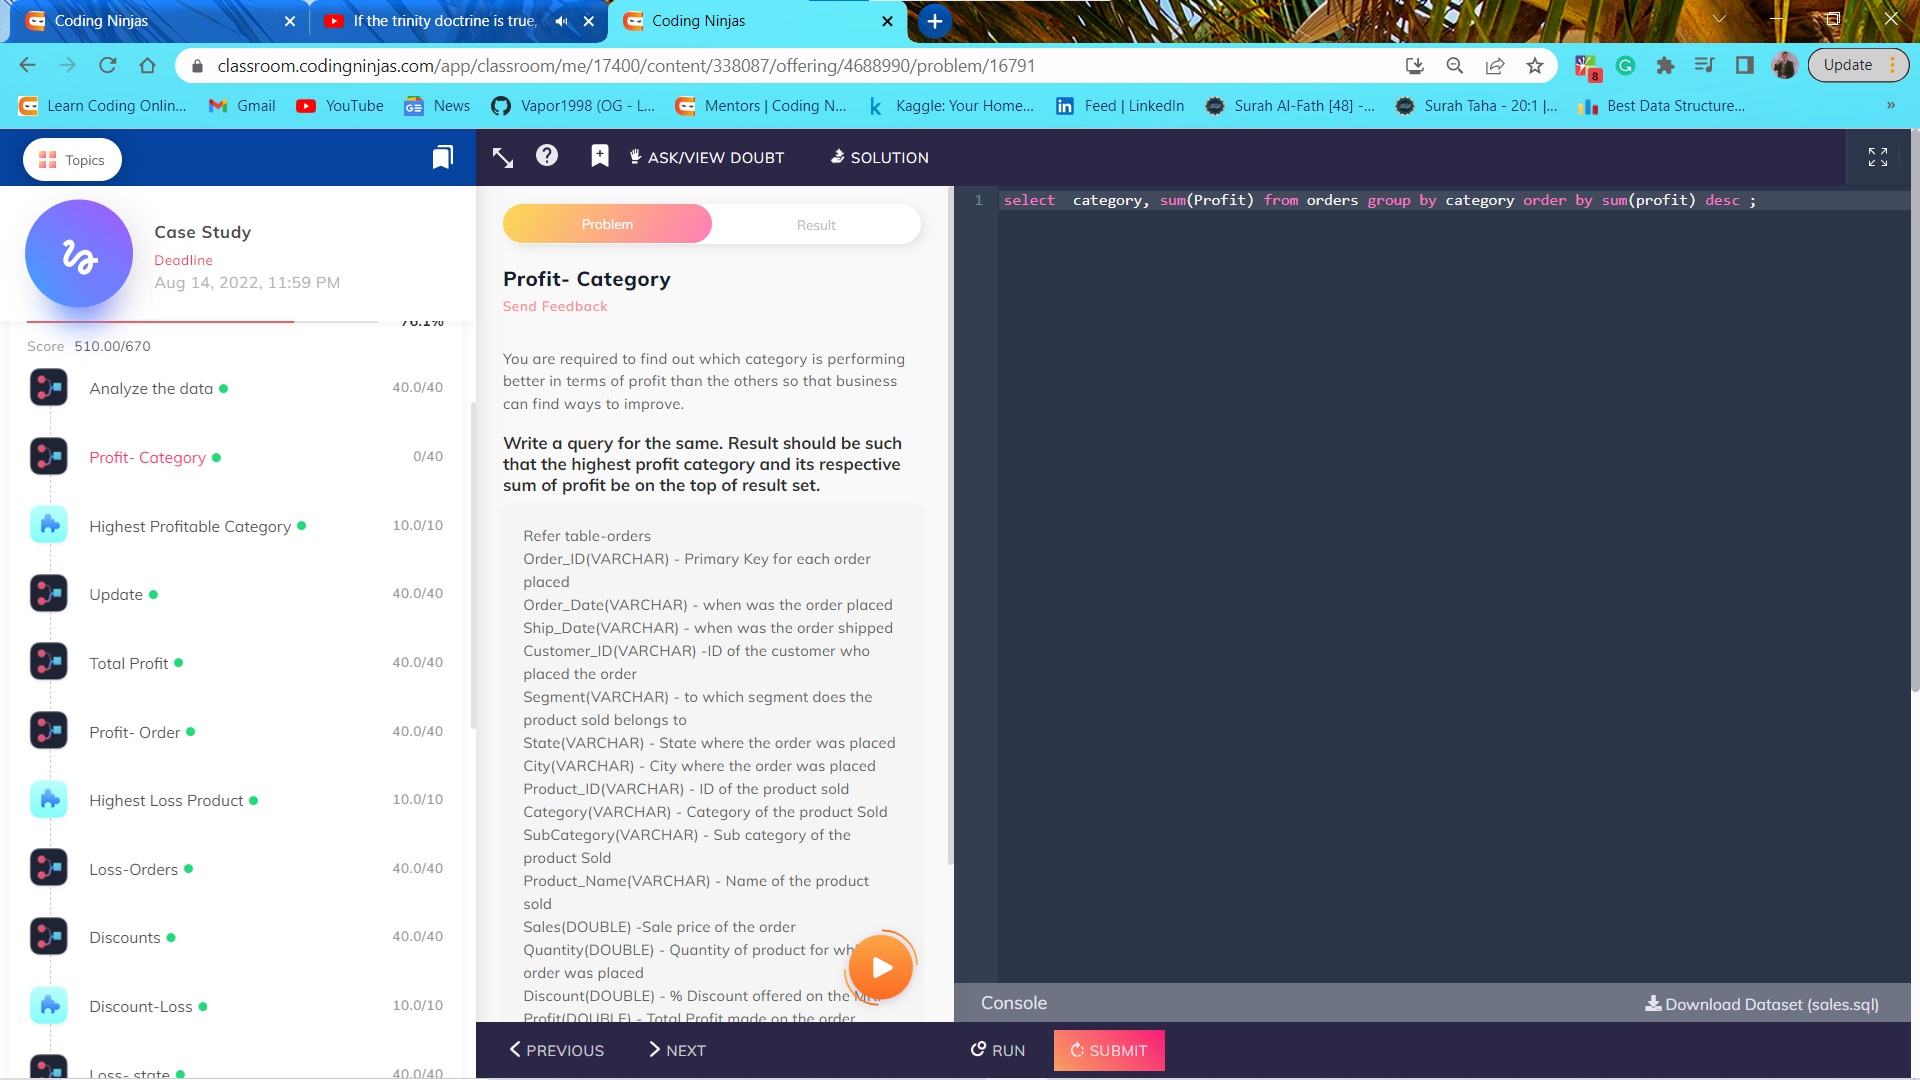 Coding Ninjas
If the trinity doctrine is true,
Coding Ninjas
classroom.codingninjas.com/app/classroom/me/17400/content/338087/offering/4688990/problem/16791
8
Update
Learn Coding Onlin...
Gmail
YouTube
News
Vapor1998 (OG - L...
Mentors | Coding N...
Kaggle: Your Home...
Feed | LinkedIn
Surah Al-Fath [48] -...
Surah Taha - 20:1 |...
Best Data Structure...
»
Topics
ASK/VIEW DOUBT
SOLUTION
Case Study
Deadline
Aug 14, 2022, 11:59 PM
76.1%
Score 510.00/670
Analyze the data 40.0/40
Profit- Category 0/40
Highest Profitable Category 10.0/10
Update 40.0/40
Total Profit 40.0/40
Profit- Order 40.0/40
Highest Loss Product 10.0/10
Loss-Orders 40.0/40
Discounts 40.0/40
Discount-Loss 10.0/10
Loss- state 40.0/40
Problem
Result
Profit- Category
Send Feedback
You are required to find out which category is performing
better in terms of profit than the others so that business
can find ways to improve.
Write a query for the same. Result should be such
that the highest profit category and its respective
sum of profit be on the top of result set.
Refer table-orders
Order_ID(VARCHAR) - Primary Key for each order
placed
Order_Date(VARCHAR) - when was the order placed
Ship_Date(VARCHAR) - when was the order shipped
Customer_ID(VARCHAR) -ID of the customer who
placed the order
Segment(VARCHAR) - to which segment does the
product sold belongs to
State(VARCHAR) - State where the order was placed
City(VARCHAR) - City where the order was placed
Product_ID(VARCHAR) - ID of the product sold
Category(VARCHAR) - Category of the product Sold
SubCategory(VARCHAR) - Sub category of the
product Sold
Product_Name(VARCHAR) - Name of the product
sold
Sales(DOUBLE) -Sale price of the order
Quantity(DOUBLE) - Quantity of product for
order was placed
Discount(DOUBLE) - % Discount offered on the
Profit(DOUBLE) - Total Profit made on the order
1 select  category, sum(Profit) from orders group by category order by sum(profit) desc ;
Console
Download Dataset (sales.sql)
PREVIOUS
NEXT
RUN
SUBMIT